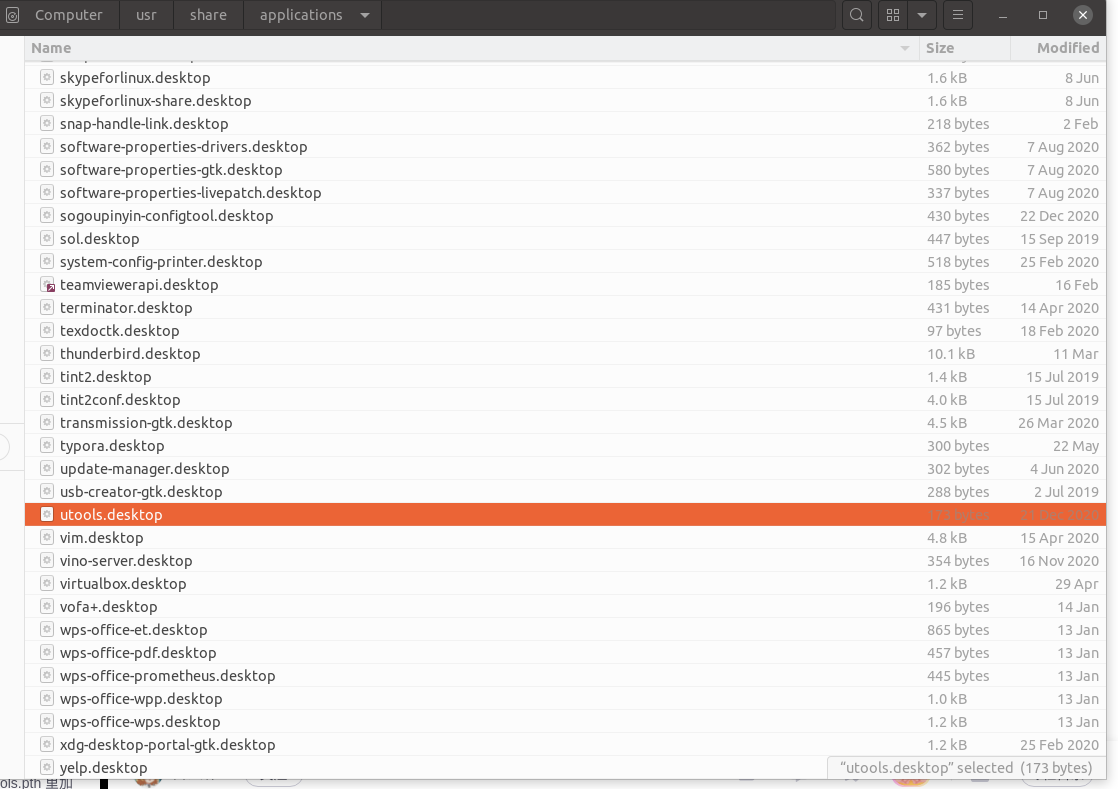 Computer usr share applications
Name Size Modified
skypeforlinux.desktop 1.6 kB 8 Jun
skypeforlinux-share.desktop 1.6 kB 8 Jun
snap-handle-link.desktop 218 bytes 2 Feb
software-properties-drivers.desktop 362 bytes 7 Aug 2020
software-properties-gtk.desktop 580 bytes 7 Aug 2020
software-properties-livepatch.desktop 337 bytes 7 Aug 2020
sogoupinyin-configtool.desktop 430 bytes 22 Dec 2020
sol.desktop 447 bytes 15 Sep 2019
system-config-printer.desktop 518 bytes 25 Feb 2020
teamviewerapi.desktop 185 bytes 16 Feb
terminator.desktop 431 bytes 14 Apr 2020
texdoctk.desktop 97 bytes 18 Feb 2020
thunderbird.desktop 10.1 kB 11 Mar
tint2.desktop 1.4 kB 15 Jul 2019
tint2conf.desktop 4.0 kB 15 Jul 2019
transmission-gtk.desktop 4.5 kB 26 Mar 2020
typora.desktop 300 bytes 22 May
update-manager.desktop 302 bytes 4 Jun 2020
usb-creator-gtk.desktop 288 bytes 2 Jul 2019
utools.desktop 173 bytes
vim.desktop 4.8 kB 15 Apr 2020
vino-server.desktop 354 bytes 16 Nov 2020
virtualbox.desktop 1.2 kB 29 Apr
vofa+.desktop 196 bytes 14 Jan
wps-office-et.desktop 865 bytes 13 Jan
wps-office-pdf.desktop 457 bytes 13 Jan
wps-office-prometheus.desktop 445 bytes 13 Jan
wps-office-wpp.desktop 1.0 kB 13 Jan
wps-office-wps.desktop 1.2 kB 13 Jan
xdg-desktop-portal-gtk.desktop 1.2 kB 25 Feb 2020
yelp.desktop
“utools.desktop” selected (173 bytes)
ols.pth 里加